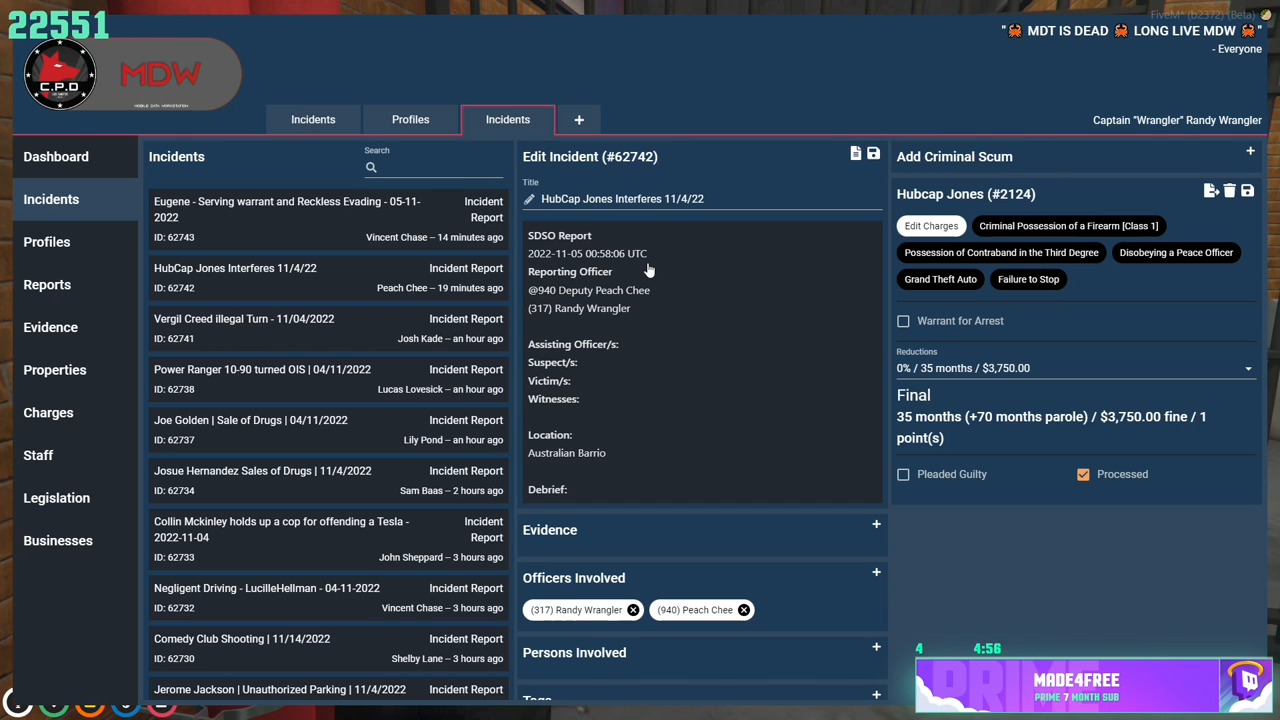 22551
FiveM® (b2372) (Beta)
" 🦀 MDT IS DEAD 🦀 LONG LIVE MDW 🦀 "
- Everyone
C.P.D
MDW
MOBILE DATA WORKSTATION
Incidents
Profiles
Incidents
+
Captain "Wrangler" Randy Wrangler
Dashboard
Incidents
Profiles
Reports
Evidence
Properties
Charges
Staff
Legislation
Businesses
Incidents
Search
Eugene - Serving warrant and Reckless Evading - 05-11-
2022
Incident
Report
ID: 62743
Vincent Chase – 14 minutes ago
HubCap Jones Interferes 11/4/22
Incident Report
ID: 62742
Peach Chee – 19 minutes ago
Vergil Creed illegal Turn - 11/04/2022
Incident Report
ID: 62741
Josh Kade – an hour ago
Power Ranger 10-90 turned OIS | 04/11/2022
Incident Report
ID: 62738
Lucas Lovesick – an hour ago
Joe Golden | Sale of Drugs | 04/11/2022
Incident Report
ID: 62737
Lily Pond – an hour ago
Josue Hernandez Sales of Drugs | 11/4/2022
Incident Report
ID: 62734
Sam Baas – 2 hours ago
Collin Mckinley holds up a cop for offending a Tesla -
2022-11-04
Incident
Report
ID: 62733
John Sheppard – 3 hours ago
Negligent Driving - LucilleHellman - 04-11-2022
Incident Report
ID: 62732
Vincent Chase – 3 hours ago
Comedy Club Shooting | 11/14/2022
Incident Report
ID: 62730
Shelby Lane – 3 hours ago
Jerome Jackson | Unauthorized Parking | 11/4/2022
Incident Report
Edit Incident (#62742)
Title
HubCap Jones Interferes 11/4/22
SDSO Report
2022-11-05 00:58:06 UTC
Reporting Officer
@940 Deputy Peach Chee
(317) Randy Wrangler
Assisting Officer/s:
Suspect/s:
Victim/s:
Witnesses:
Location:
Australian Barrio
Debrief:
Evidence
+
Officers Involved
+
(317) Randy Wrangler
(940) Peach Chee
Persons Involved
+
Tags
+
Add Criminal Scum
+
Hubcap Jones (#2124)
Edit Charges
Criminal Possession of a Firearm [Class 1]
Possession of Contraband in the Third Degree
Disobeying a Peace Officer
Grand Theft Auto
Failure to Stop
Warrant for Arrest
Reductions
0% / 35 months / $3,750.00
Final
35 months (+70 months parole) / $3,750.00 fine / 1
point(s)
Pleaded Guilty
Processed
4
4:56
PRIME
MADE4FREE
PRIME 7 MONTH SUB